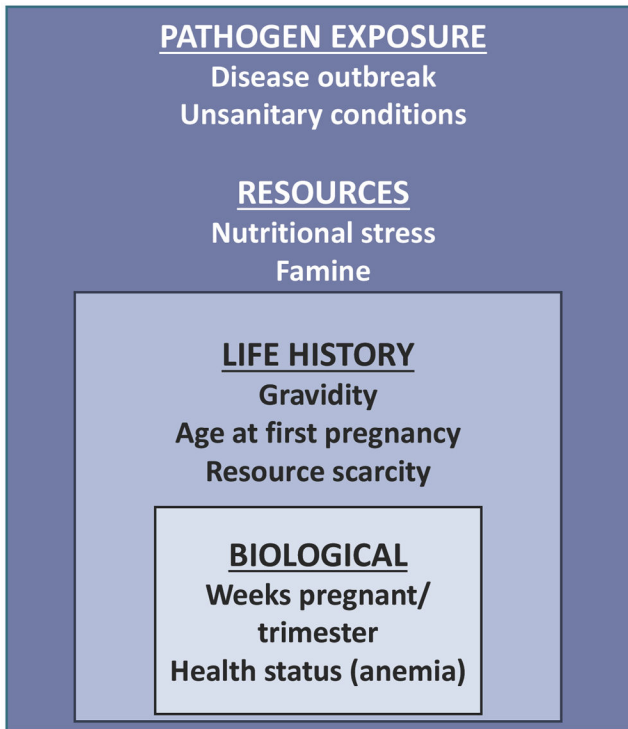 PATHOGEN EXPOSURE
Disease outbreak
Unsanitary conditions
RESOURCES
Nutritional stress
Famine
LIFE HISTORY
Gravidity
Age at first pregnancy
Resource scarcity
BIOLOGICAL
Weeks pregnant/
trimester
Health status (anemia)